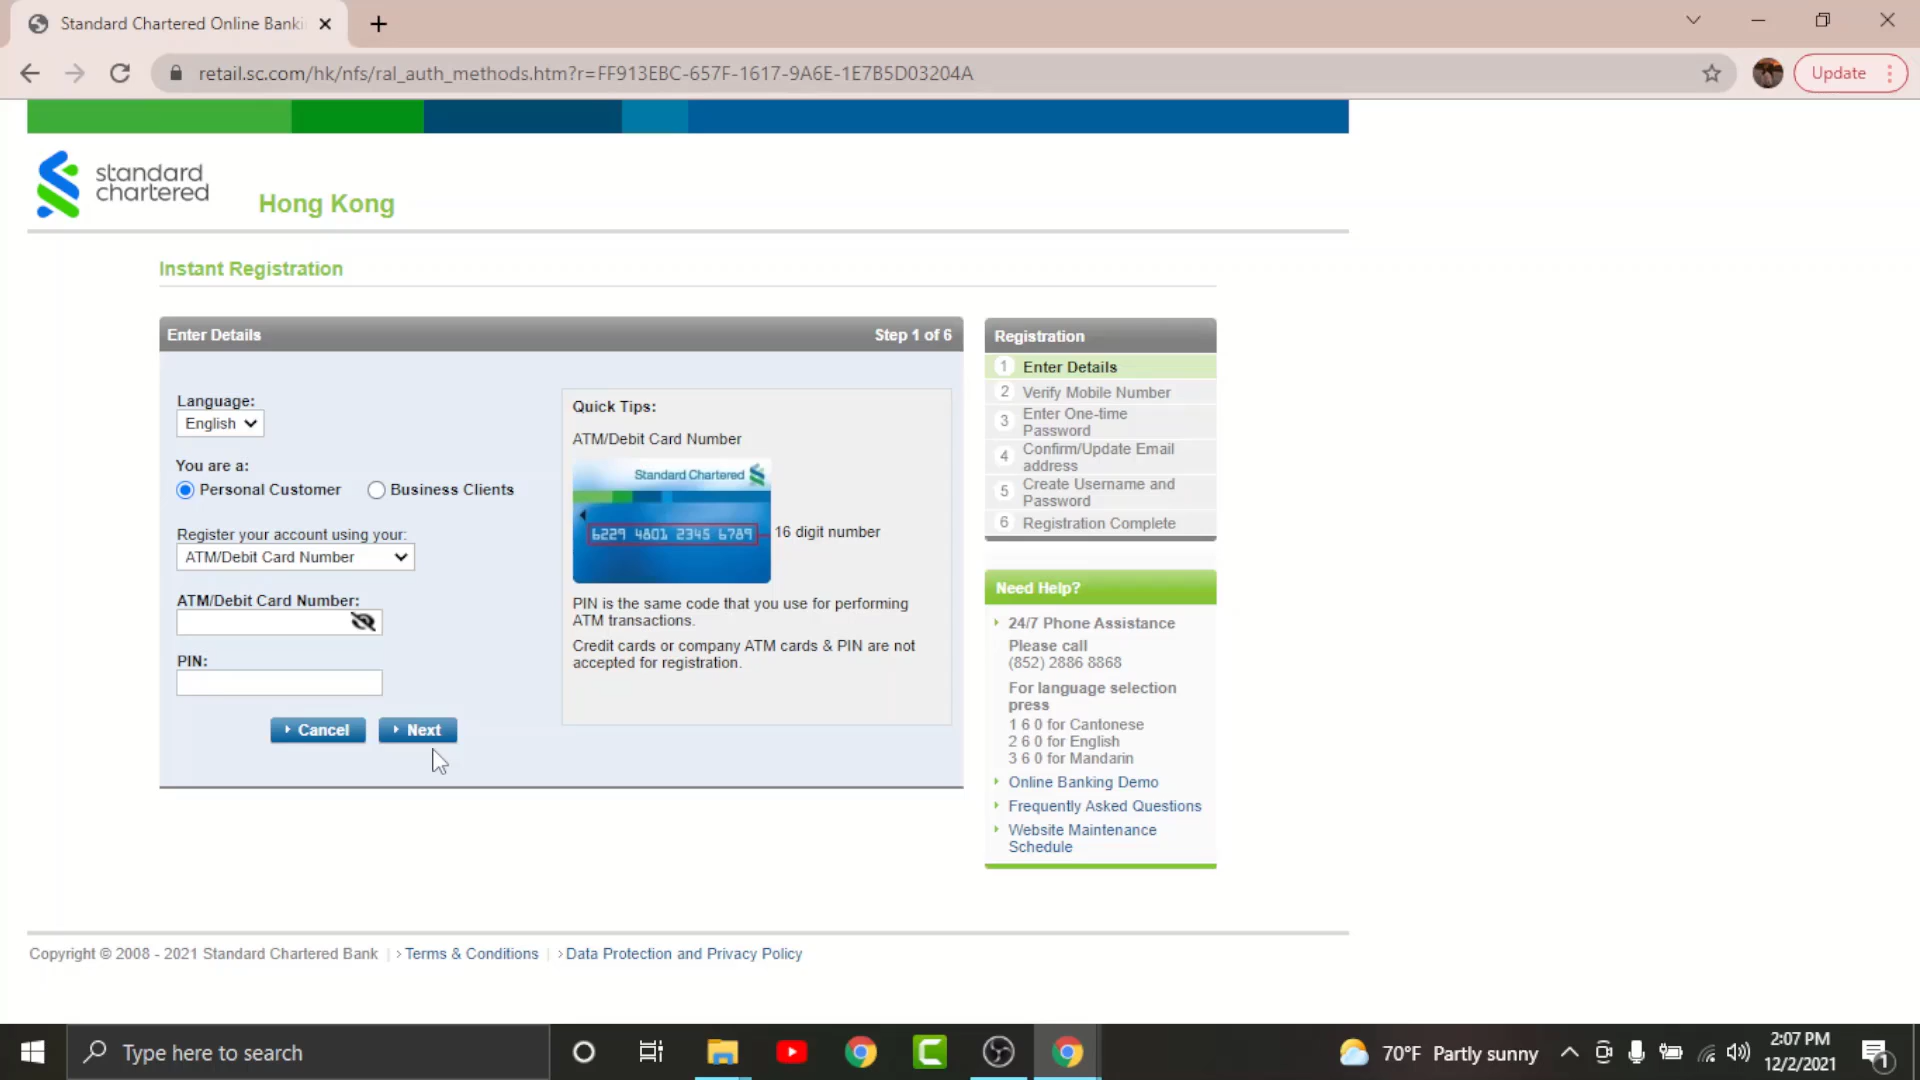 Standard Chartered Online Banki
retail.sc.com/hk/nfs/ral_auth_methods.htm?r=FF913EBC-657F-1617-9A6E-1E7B5D03204A
Update
standard
chartered
Hong Kong
Instant Registration
Enter Details
Step 1 of 6
Language:
English
You are a:
Personal Customer
Business Clients
Register your account using your:
ATM/Debit Card Number
ATM/Debit Card Number:
PIN:
Cancel
Next
Quick Tips:
ATM/Debit Card Number
Standard Chartered
6229 4801 2345 6789
16 digit number
PIN is the same code that you use for performing
ATM transactions.
Credit cards or company ATM cards & PIN are not
accepted for registration.
Registration
1 Enter Details
2 Verify Mobile Number
3 Enter One-time
Password
4 Confirm/Update Email
address
5 Create Username and
Password
6 Registration Complete
Need Help?
24/7 Phone Assistance
Please call
(852) 2886 8868
For language selection
press
1 6 0 for Cantonese
2 6 0 for English
3 6 0 for Mandarin
Online Banking Demo
Frequently Asked Questions
Website Maintenance
Schedule
Copyright © 2008 - 2021 Standard Chartered Bank | > Terms & Conditions | > Data Protection and Privacy Policy
Type here to search
70°F Partly sunny
2:07 PM
12/2/2021
1